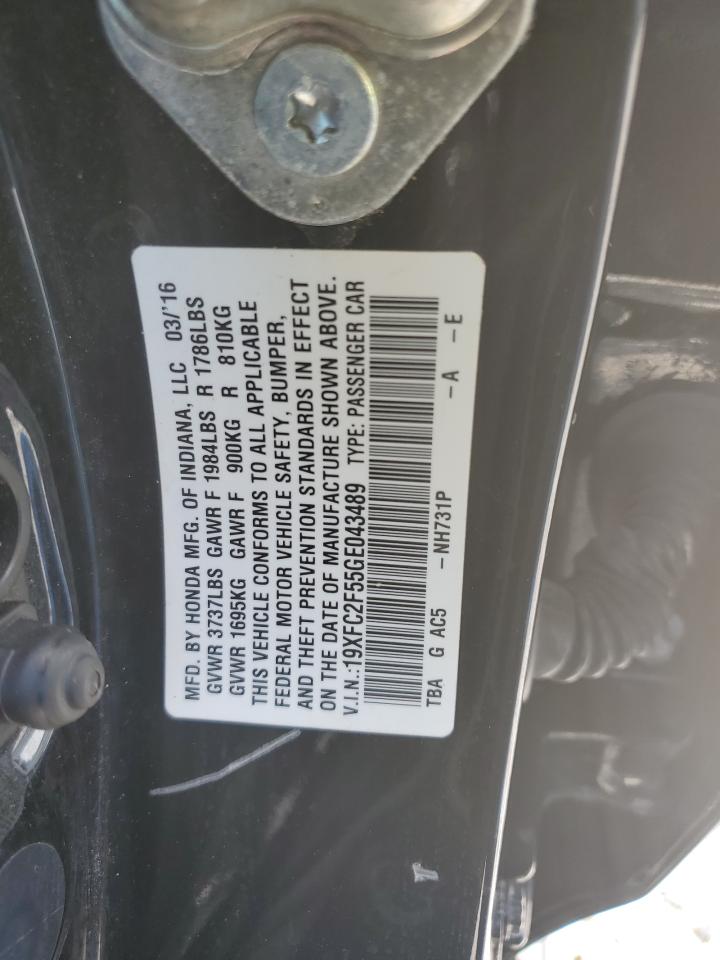 MFD. BY HONDA MFG. OF INDIANA, LLC 03/'16
GVWR 3737LBS GAWR F 1984LBS R 1786LBS
GVWR 1695KG GAWR F 900KG R 810KG
THIS VEHICLE CONFORMS TO ALL APPLICABLE
FEDERAL MOTOR VEHICLE SAFETY, BUMPER,
AND THEFT PREVENTION STANDARDS IN EFFECT
ON THE DATE OF MANUFACTURE SHOWN ABOVE.
V.I.N.:19XFC2F55GE043489 TYPE: PASSENGER CAR
TBA G AC5 -NH731P -A -E